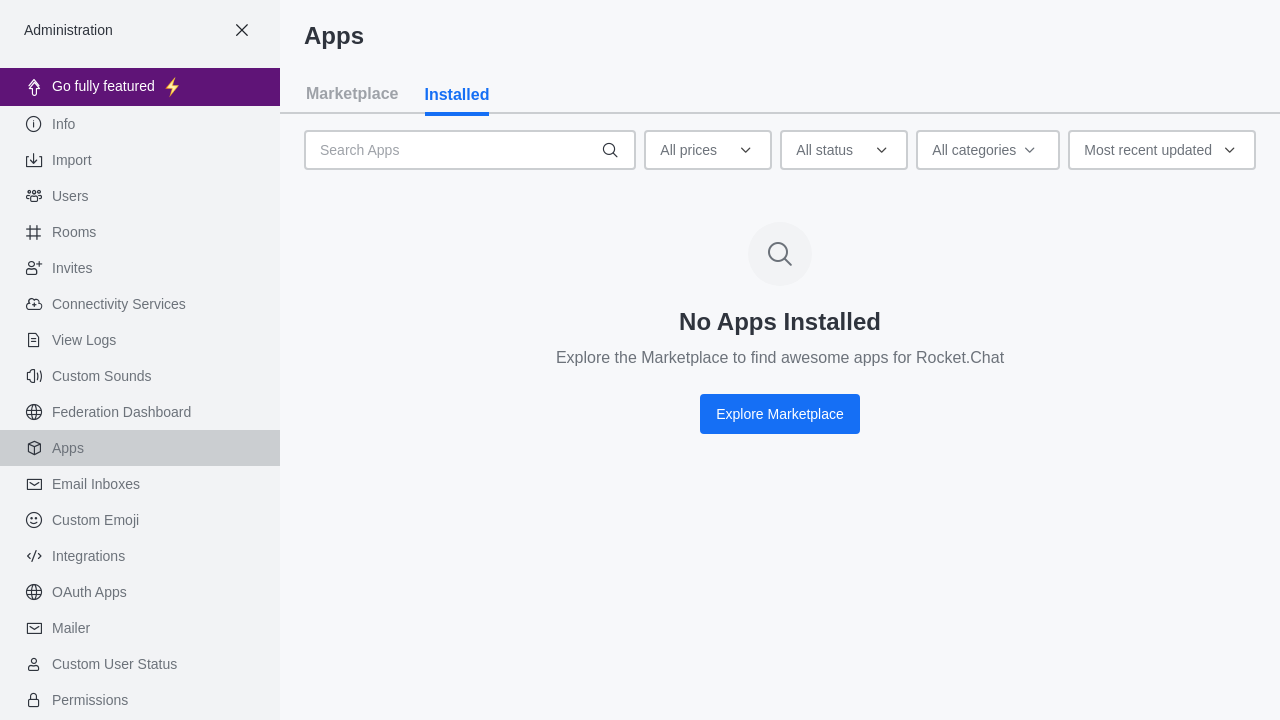 Administration
Go fully featured
Info
Import
Users
Rooms
Invites
Connectivity Services
View Logs
Custom Sounds
Federation Dashboard
Apps
Email Inboxes
Custom Emoji
Integrations
OAuth Apps
Mailer
Custom User Status
Permissions
Apps
Marketplace
Installed
Search Apps
All prices
All status
All categories
Most recent updated
No Apps Installed
Explore the Marketplace to find awesome apps for Rocket.Chat
Explore Marketplace